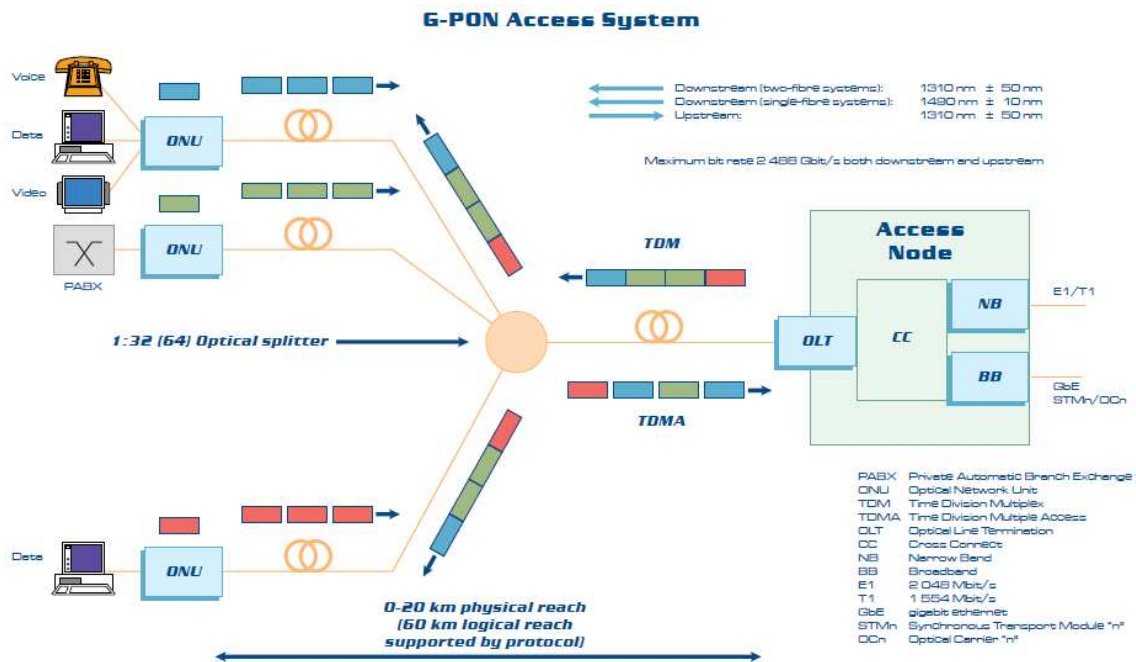 G-PON Access System
Voice
Data
Video
PABX
ONU
ONU
Downstream (two-fibre systems): 1310 nm ± 50 nm
Downstream (single-fibre systems): 1490 nm ± 10 nm
Upstream: 1310 nm ± 50 nm
Maximum bit rate 2 488 Gbit/s both downstream and upstream
TDM
Access
Node
NB
E1/T1
OLT
CC
BB
GbE
STMn/OCn
1:32 (64) Optical splitter
TDMA
Data
ONU
0-20 km physical reach
(60 km logical reach
supported by protocol)
PABX Private Automatic Branch Exchange
ONU Optical Network Unit
TDM Time Division Multiplex
TDMA Time Division Multiple Access
OLT Optical Line Termination
CC Cross Connect
NB Narrow Band
BB Broadband
E1 2 048 Mbit/s
T1 1 554 Mbit/s
GbE gigabit ethernet
STMn Synchronous Transport Module "n"
OCn Optical Carrier "n"